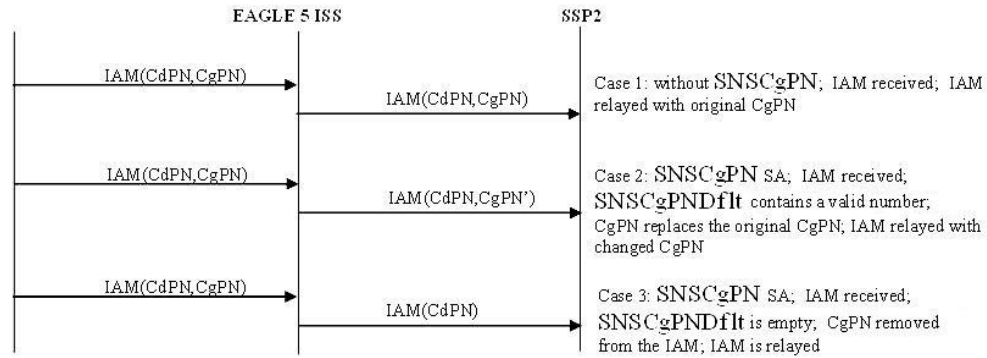 EAGLE 5 ISS
SSP2
IAM(CdPN,CgPN)
IAM(CdPN,CgPN)
Case 1: without SNSCgPN; IAM received; IAM
relayed with original CgPN
IAM(CdPN,CgPN)
IAM(CdPN,CgPN’)
Case 2: SNSCgPN SA; IAM received;
SNSCgPNDflt contains a valid number;
CgPN replaces the original CgPN; IAM relayed with
changed CgPN
IAM(CdPN,CgPN)
IAM(CdPN)
Case 3: SNSCgPN SA; IAM received;
SNSCgPNDflt is empty; CgPN removed
from the IAM; IAM is relayed